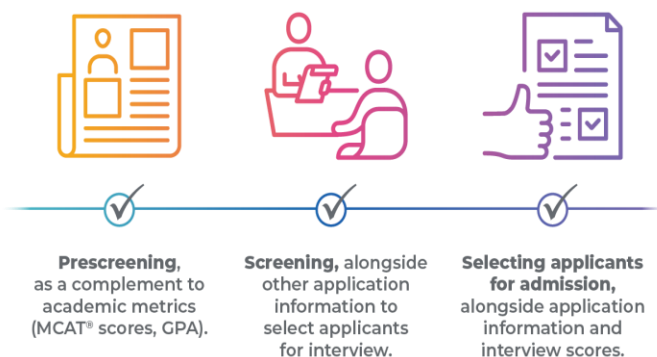 Prescreening,
as a complement to
academic metrics
(MCAT® scores, GPA).
Screening, alongside
other application
information to
select applicants
for interview.
Selecting applicants
for admission,
alongside application
information and
interview scores.